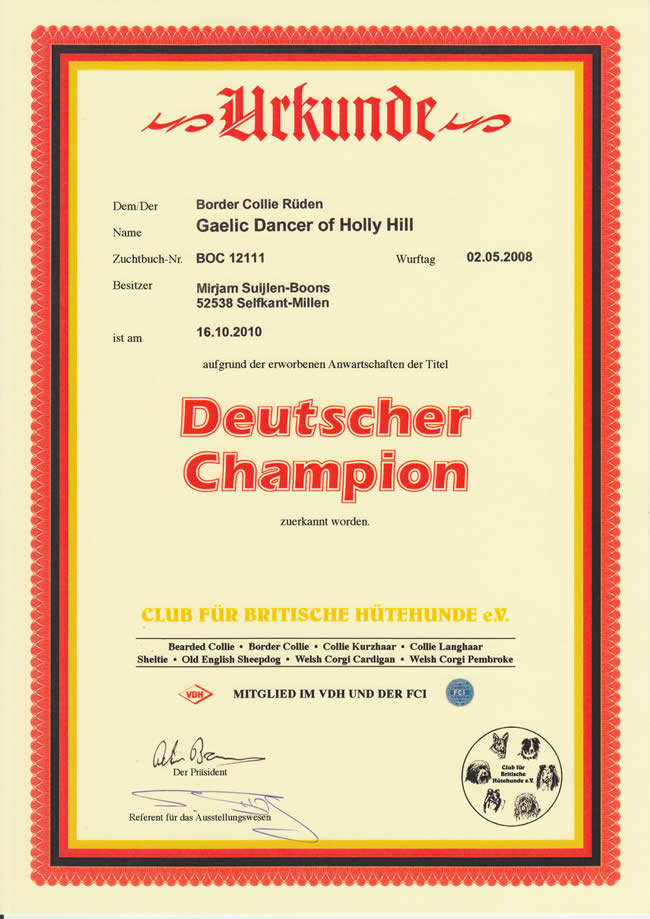 Urkunde
Dem/Der Border Collie Rüden
Name Gaelic Dancer of Holly Hill
Zuchtbuch-Nr. BOC 12111 Wurftag 02.05.2008
Besitzer Mirjam Suijlen-Boons
52538 Selfkant-Millen
ist am 16.10.2010
aufgrund der erworbenen Anwartschaften der Titel
Deutscher
Champion
zuerkannt worden.
CLUB FÜR BRITISCHE HÜTEHUNDE e.V.
Bearded Collie • Border Collie • Collie Kurzhaar • Collie Langhaar
Sheltie • Old English Sheepdog • Welsh Corgi Cardigan • Welsh Corgi Pembroke
VDH MITGLIED IM VDH UND DER FCI FCI
Der Präsident
Referent für das Ausstellungswesen
Club für
Britische
Hütehunde e.V.